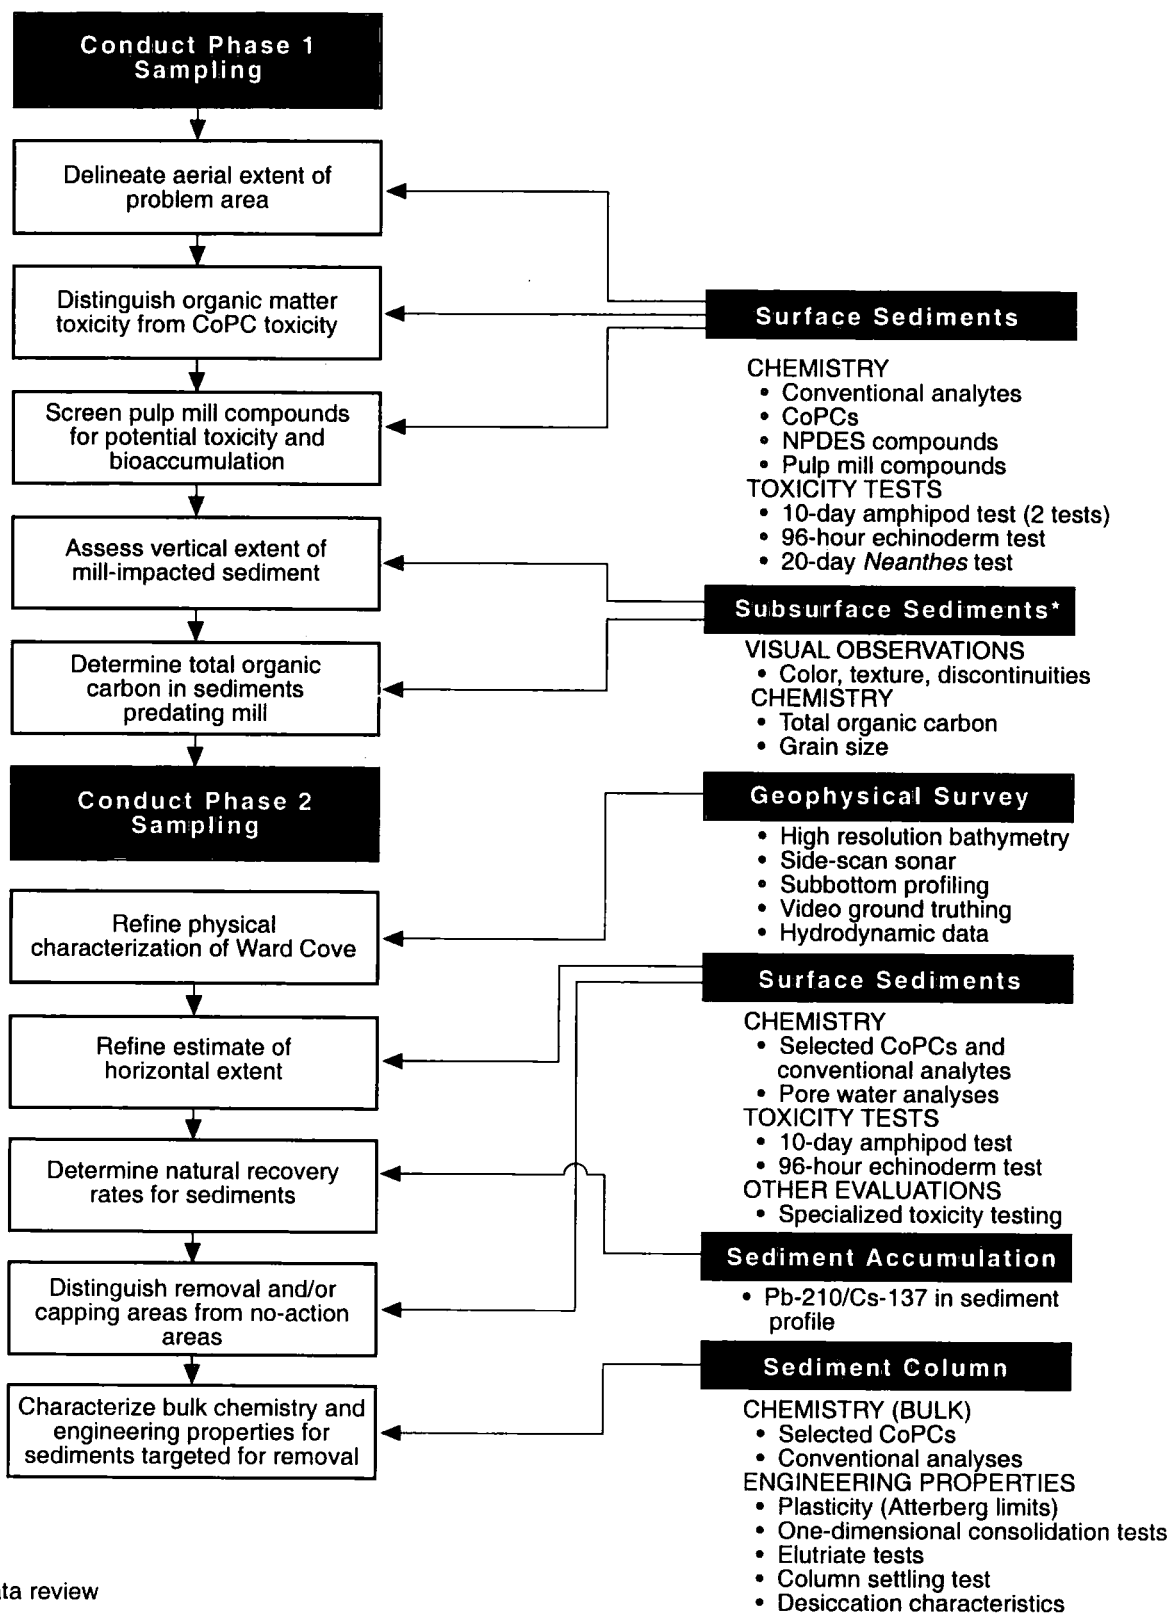 Conduct Phase 1
Sampling
Delineate aerial extent of
problem area
Distinguish organic matter
toxicity from CoPC toxicity
Screen pulp mill compounds
for potential toxicity and
bioaccumulation
Assess vertical extent of
mill-impacted sediment
Determine total organic
carbon in sediments
predating mill
Conduct Phase 2
Sampling
Refine physical
characterization of Ward Cove
Refine estimate of
horizontal extent
Determine natural recovery
rates for sediments
Distinguish removal and/or
capping areas from no-action
areas
Characterize bulk chemistry and
engineering properties for
sediments targeted for removal
Surface Sediments
CHEMISTRY
• Conventional analytes
• CoPCs
• NPDES compounds
• Pulp mill compounds
TOXICITY TESTS
• 10-day amphipod test (2 tests)
• 96-hour echinoderm test
• 20-day Neanthes test
Subsurface Sediments*
VISUAL OBSERVATIONS
• Color, texture, discontinuities
CHEMISTRY
• Total organic carbon
• Grain size
Geophysical Survey
• High resolution bathymetry
• Side-scan sonar
• Subbottom profiling
• Video ground truthing
• Hydrodynamic data
Surface Sediments
CHEMISTRY
• Selected CoPCs and
conventional analytes
• Pore water analyses
TOXICITY TESTS
• 10-day amphipod test
• 96-hour echinoderm test
OTHER EVALUATIONS
• Specialized toxicity testing
Sediment Accumulation
• Pb-210/Cs-137 in sediment
profile
Sediment Column
CHEMISTRY (BULK)
• Selected CoPCs
• Conventional analyses
ENGINEERING PROPERTIES
• Plasticity (Atterberg limits)
• One-dimensional consolidation tests
• Elutriate tests
• Column settling test
• Desiccation characteristics
review